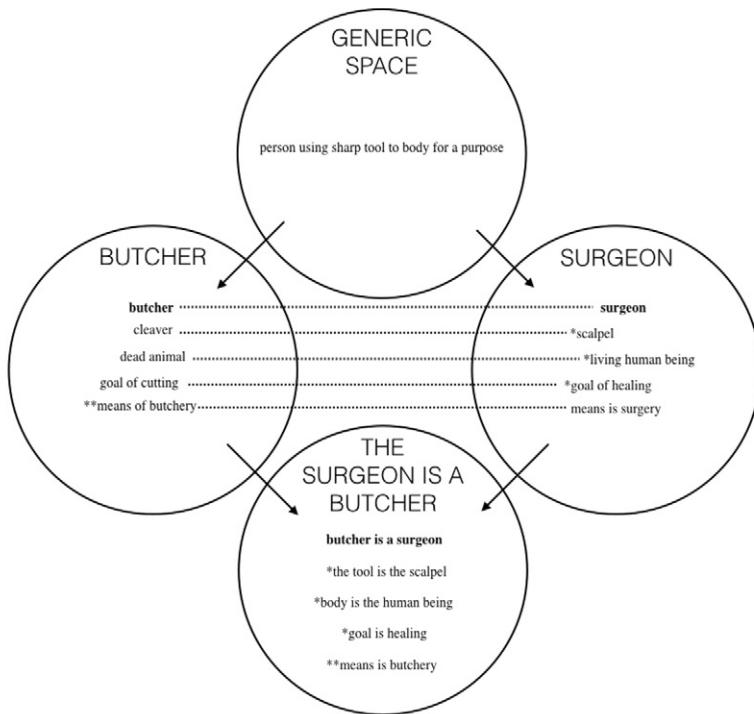 GENERIC
SPACE
person using sharp tool to body for a purpose
BUTCHER
SURGEON
butcher
surgeon
cleaver
*scalpel
dead animal
*living human being
goal of cutting
*goal of healing
**means of butchery
means is surgery
THE
SURGEON IS A
BUTCHER
butcher is a surgeon
*the tool is the scalpel
*body is the human being
*goal is healing
**means is butchery